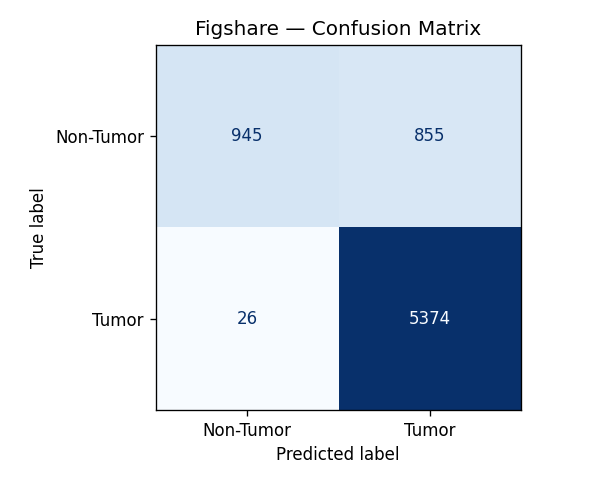 Figshare — Confusion Matrix
Non-Tumor
945
855
True label
Tumor
26
5374
Non-Tumor
Tumor
Predicted label